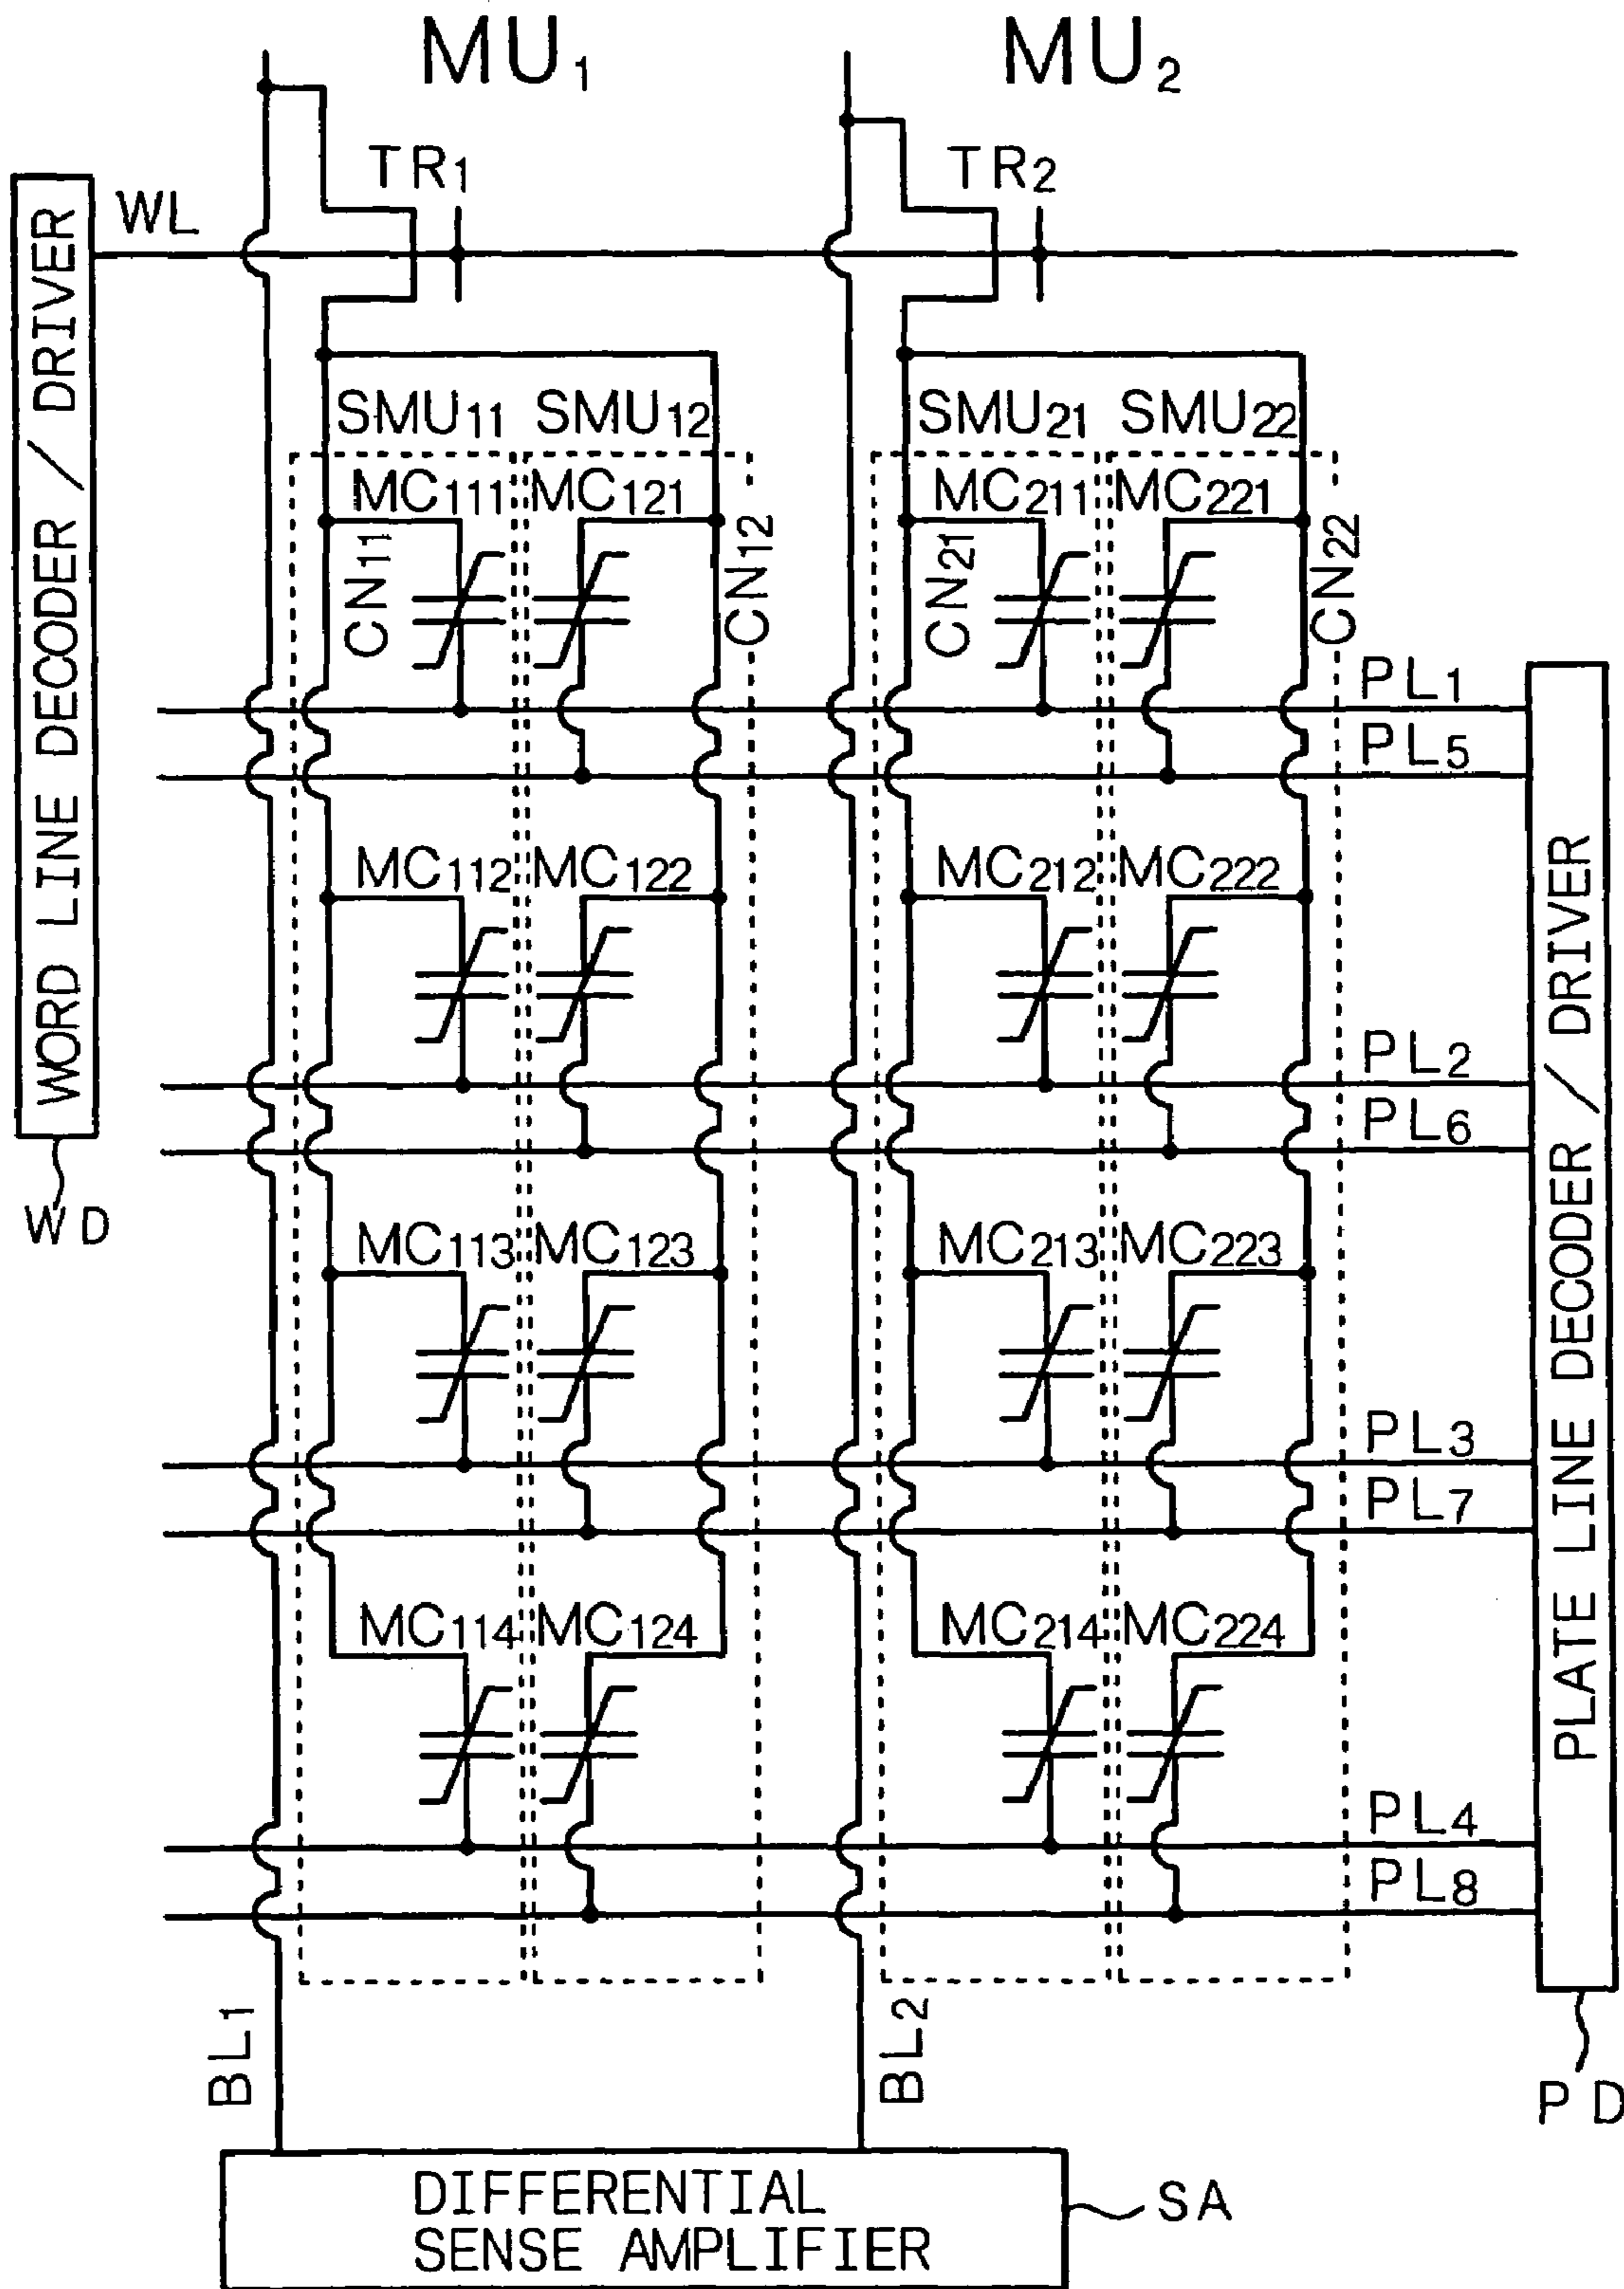 MU1 MU2
TR1 TR2
WL
WORD LINE DECODER / DRIVER
SMU11 SMU12 SMU21 SMU22
MC111 MC121 MC211 MC221
CN11 CN12 CN21 CN22
PL1
PL5
MC112 MC122 MC212 MC222
PL2
PL6
WD
MC113 MC123 MC213 MC223
PL3
PL7
PLATE LINE DECODER / DRIVER
MC114 MC124 MC214 MC224
PL4
PL8
BL1 BL2
PD
DIFFERENTIAL
SENSE AMPLIFIER
SA